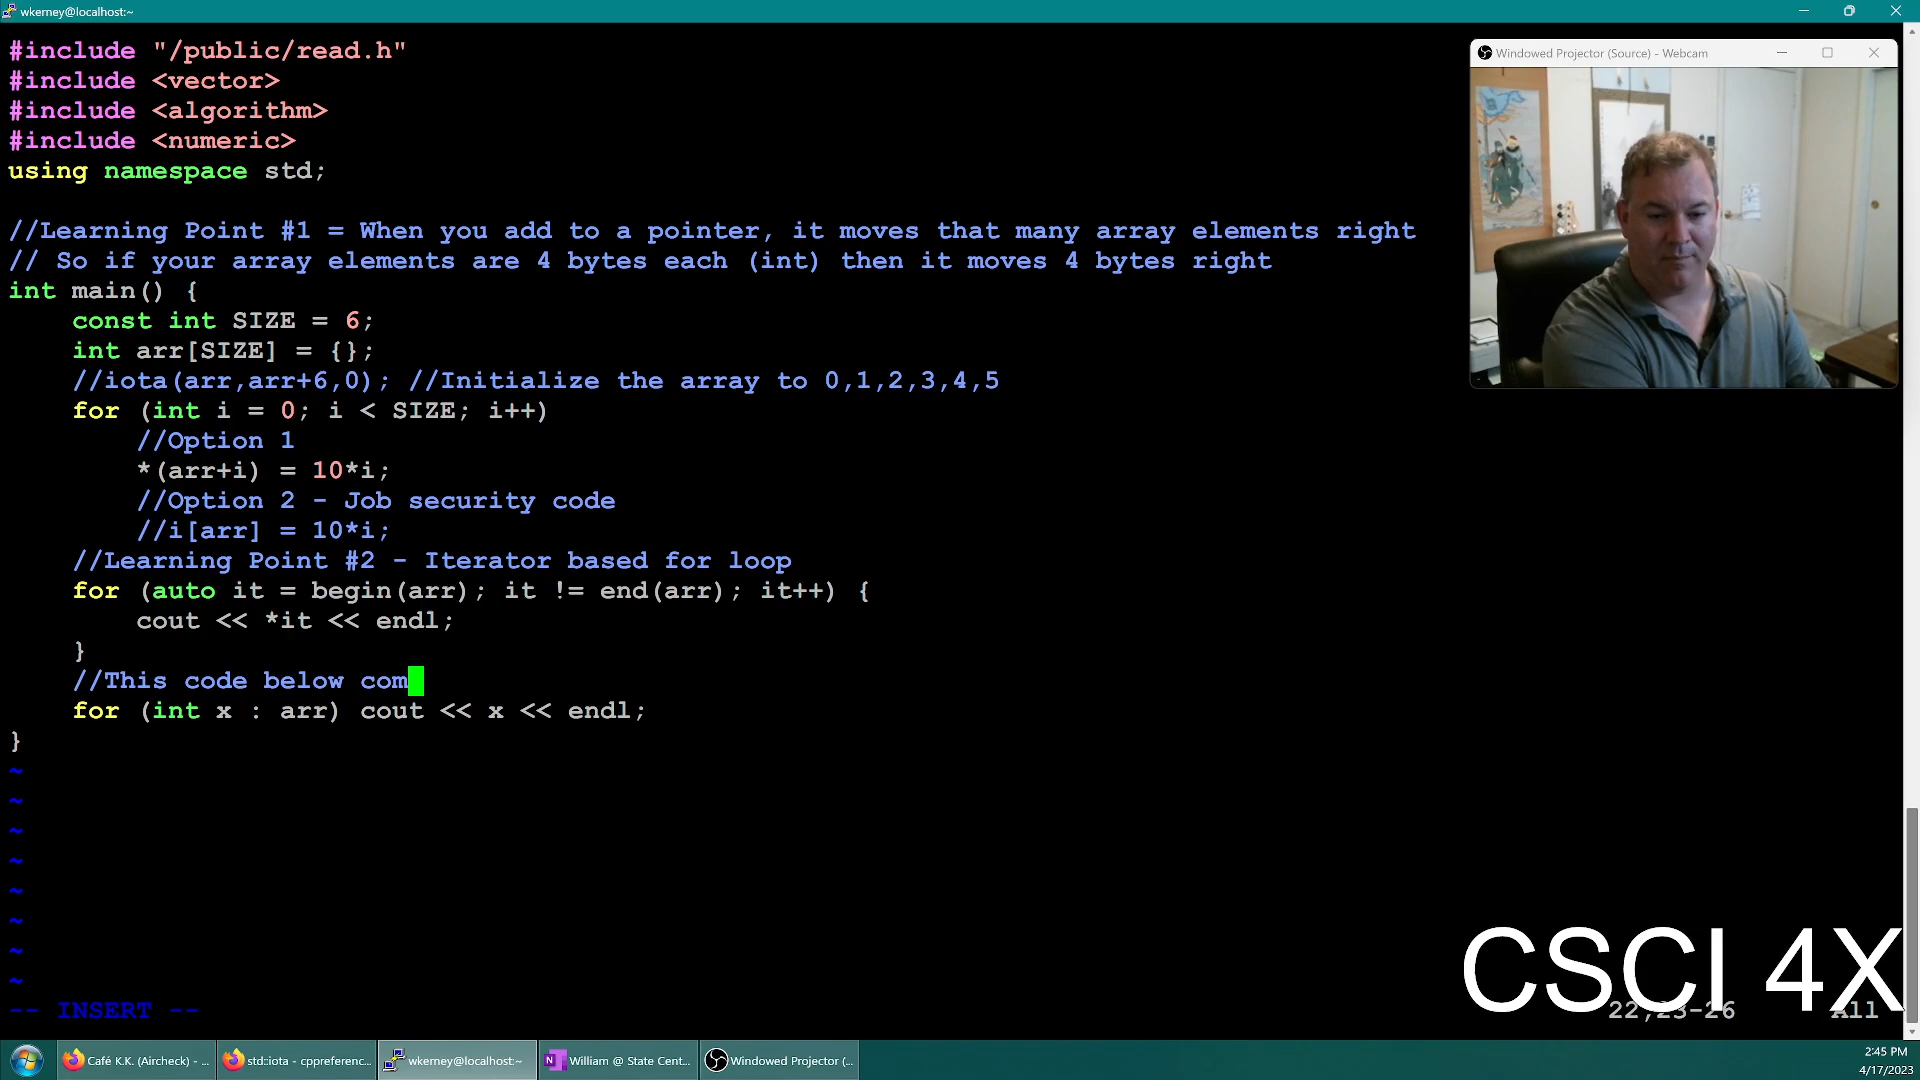 wkerney@localhost:~
#include "/public/read.h"
#include <vector>
#include <algorithm>
#include <numeric>
using namespace std;
//Learning Point #1 = When you add to a pointer, it moves that many array elements right
// So if your array elements are 4 bytes each (int) then it moves 4 bytes right
int main() {
const int SIZE = 6;
int arr[SIZE] = {};
//iota(arr,arr+6,0); //Initialize the array to 0,1,2,3,4,5
for (int i = 0; i < SIZE; i++)
//Option 1
*(arr+i) = 10*i;
//Option 2 - Job security code
//i[arr] = 10*i;
//Learning Point #2 - Iterator based for loop
for (auto it = begin(arr); it != end(arr); it++) {
cout << *it << endl;
}
//This code below com
for (int x : arr) cout << x << endl;
}
~
~
~
~
~
~
~
~
-- INSERT --
22,23-26
All
Windowed Projector (Source) - Webcam
CSCI 4X
Café K.K. (Aircheck) - ...
std::iota - cppreferenc...
wkerney@localhost:~
William @ State Cent...
Windowed Projector (...
2:45 PM
4/17/2023